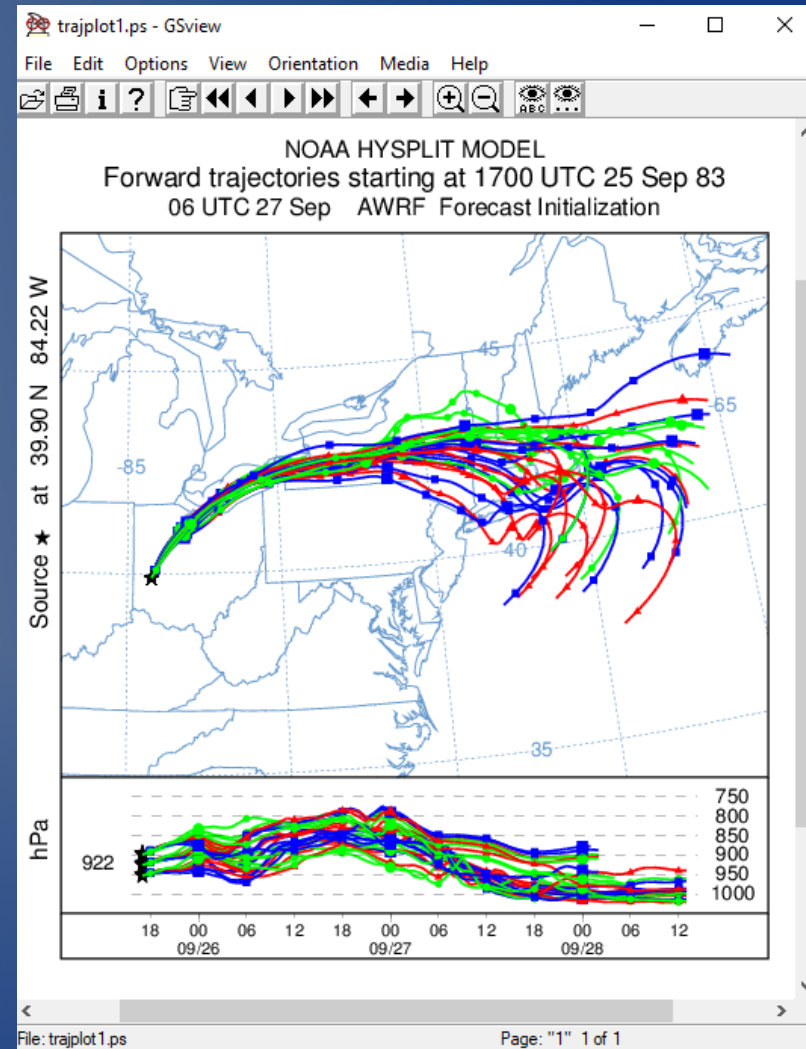 trajplot1.ps - GSview
File Edit Options View Orientation Media Help
i ? ABC ...
NOAA HYSPLIT MODEL
Forward trajectories starting at 1700 UTC 25 Sep 83
06 UTC 27 Sep AWRF Forecast Initialization
Source ★ at 39.90 N 84.22 W
45
-65
-85
40
35
hPa
922
750
800
850
900
950
1000
18 00 06 12 18 00 06 12 18 00 06 12
09/26 09/27 09/28
File: trajplot1.ps Page: "1" 1 of 1